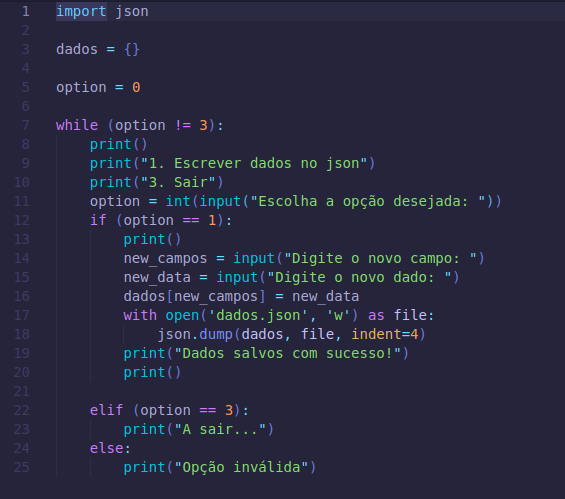 1 import json
2
3 dados = {}
4
5 option = 0
6
7 while (option != 3):
8     print()
9     print("1. Escrever dados no json")
10     print("3. Sair")
11     option = int(input("Escolha a opção desejada: "))
12     if (option == 1):
13         print()
14         new_campos = input("Digite o novo campo: ")
15         new_data = input("Digite o novo dado: ")
16         dados[new_campos] = new_data
17         with open('dados.json', 'w') as file:
18             json.dump(dados, file, indent=4)
19         print("Dados salvos com sucesso!")
20         print()
21
22     elif (option == 3):
23         print("A sair...")
24     else:
25         print("Opção inválida")